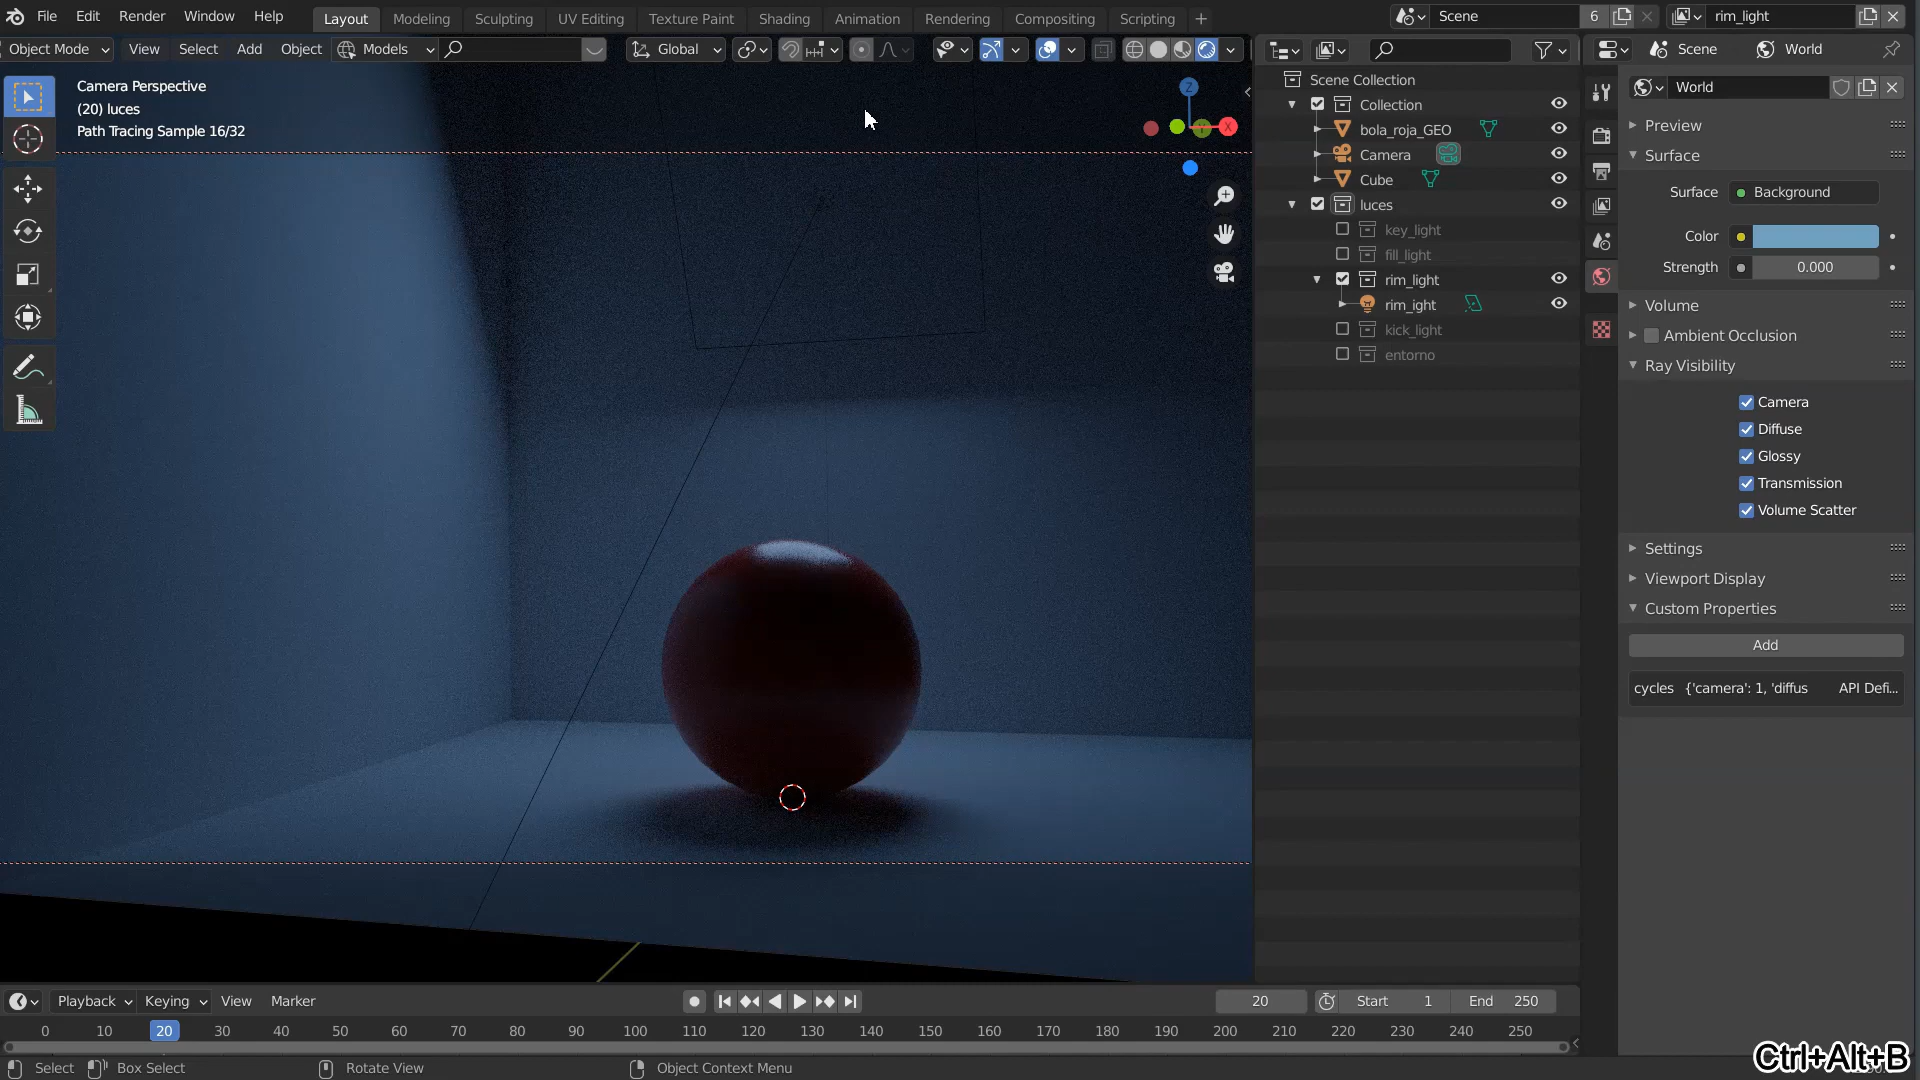 File Edit Render Window Help Layout Modeling Sculpting UV Editing Texture Paint Shading Animation Rendering Compositing Scripting + Scene 6 rim_light
Object Mode View Select Add Object Models Global Scene World
Camera Perspective
(20) luces
Path Tracing Sample 16/32
Z
X
Scene Collection
Collection
bola_roja_GEO
Camera
Cube
luces
key_light
fill_light
rim_light
rim_ight
kick_light
entorno
World
Preview
Surface
Surface Background
Color
Strength 0.000
Volume
Ambient Occlusion
Ray Visibility
Camera
Diffuse
Glossy
Transmission
Volume Scatter
Settings
Viewport Display
Custom Properties
Add
cycles {'camera': 1, 'diffus API Defi...
Playback Keying View Marker 20 Start 1 End 250
0 10 20 30 40 50 60 70 80 90 100 110 120 130 140 150 160 170 180 190 200 210 220 230 240 250
Select Box Select Rotate View Object Context Menu
Ctrl+Alt+B